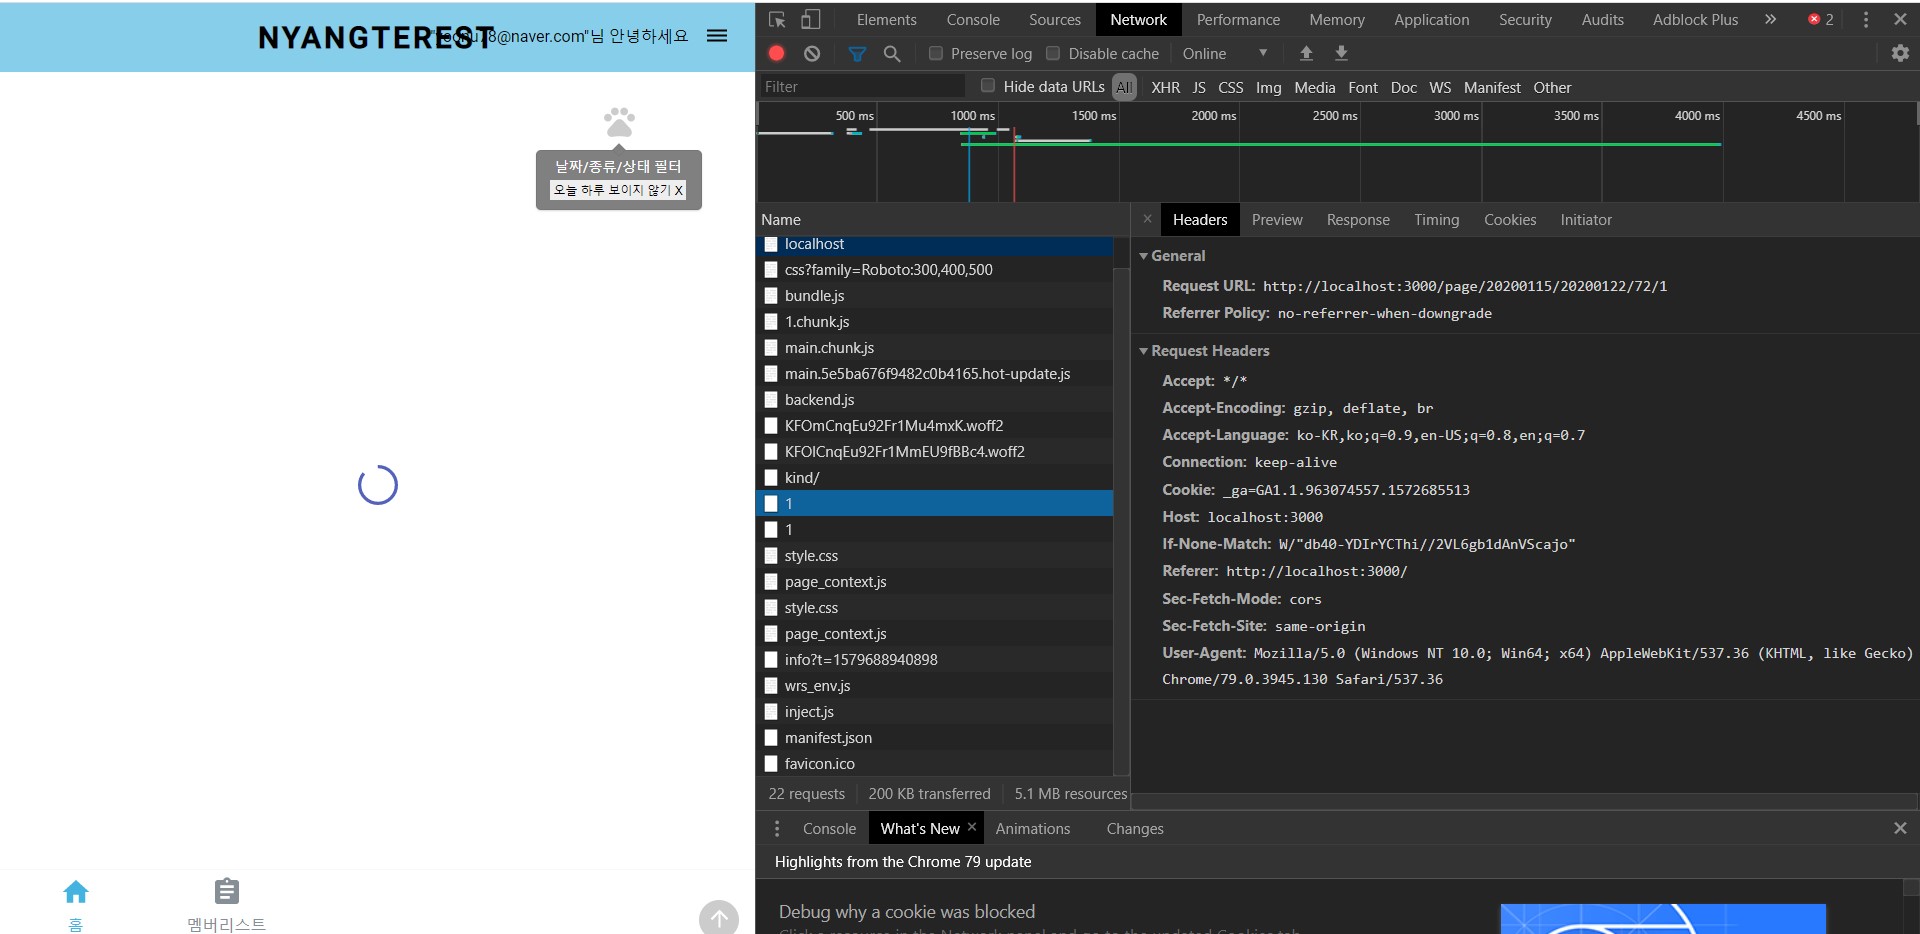 NYANGTEREST
@naver.com"님 안녕하세요
날짜/종류/상태 필터
오늘 하루 보이지 않기 X
홈
멤버리스트
Elements Console Sources Network Performance Memory Application Security Audits Adblock Plus » 2
Preserve log Disable cache Online
Filter Hide data URLs All XHR JS CSS Img Media Font Doc WS Manifest Other
500 ms 1000 ms 1500 ms 2000 ms 2500 ms 3000 ms 3500 ms 4000 ms 4500 ms
Name
localhost
css?family=Roboto:300,400,500
bundle.js
1.chunk.js
main.chunk.js
main.5e5ba676f9482c0b4165.hot-update.js
backend.js
KFOmCnqEu92Fr1Mu4mxK.woff2
KFOlCnqEu92Fr1MmEU9fBBc4.woff2
kind/
1
1
style.css
page_context.js
style.css
page_context.js
info?t=1579688940898
wrs_env.js
inject.js
manifest.json
favicon.ico
22 requests 200 KB transferred 5.1 MB resources
Headers Preview Response Timing Cookies Initiator
General
Request URL: http://localhost:3000/page/20200115/20200122/72/1
Referrer Policy: no-referrer-when-downgrade
Request Headers
Accept: */*
Accept-Encoding: gzip, deflate, br
Accept-Language: ko-KR,ko;q=0.9,en-US;q=0.8,en;q=0.7
Connection: keep-alive
Cookie: _ga=GA1.1.963074557.1572685513
Host: localhost:3000
If-None-Match: W/"db40-YDIrYCThi//2VL6gb1dAnVScajo"
Referer: http://localhost:3000/
Sec-Fetch-Mode: cors
Sec-Fetch-Site: same-origin
User-Agent: Mozilla/5.0 (Windows NT 10.0; Win64; x64) AppleWebKit/537.36 (KHTML, like Gecko)
Chrome/79.0.3945.130 Safari/537.36
Console What's New Animations Changes
Highlights from the Chrome 79 update
Debug why a cookie was blocked